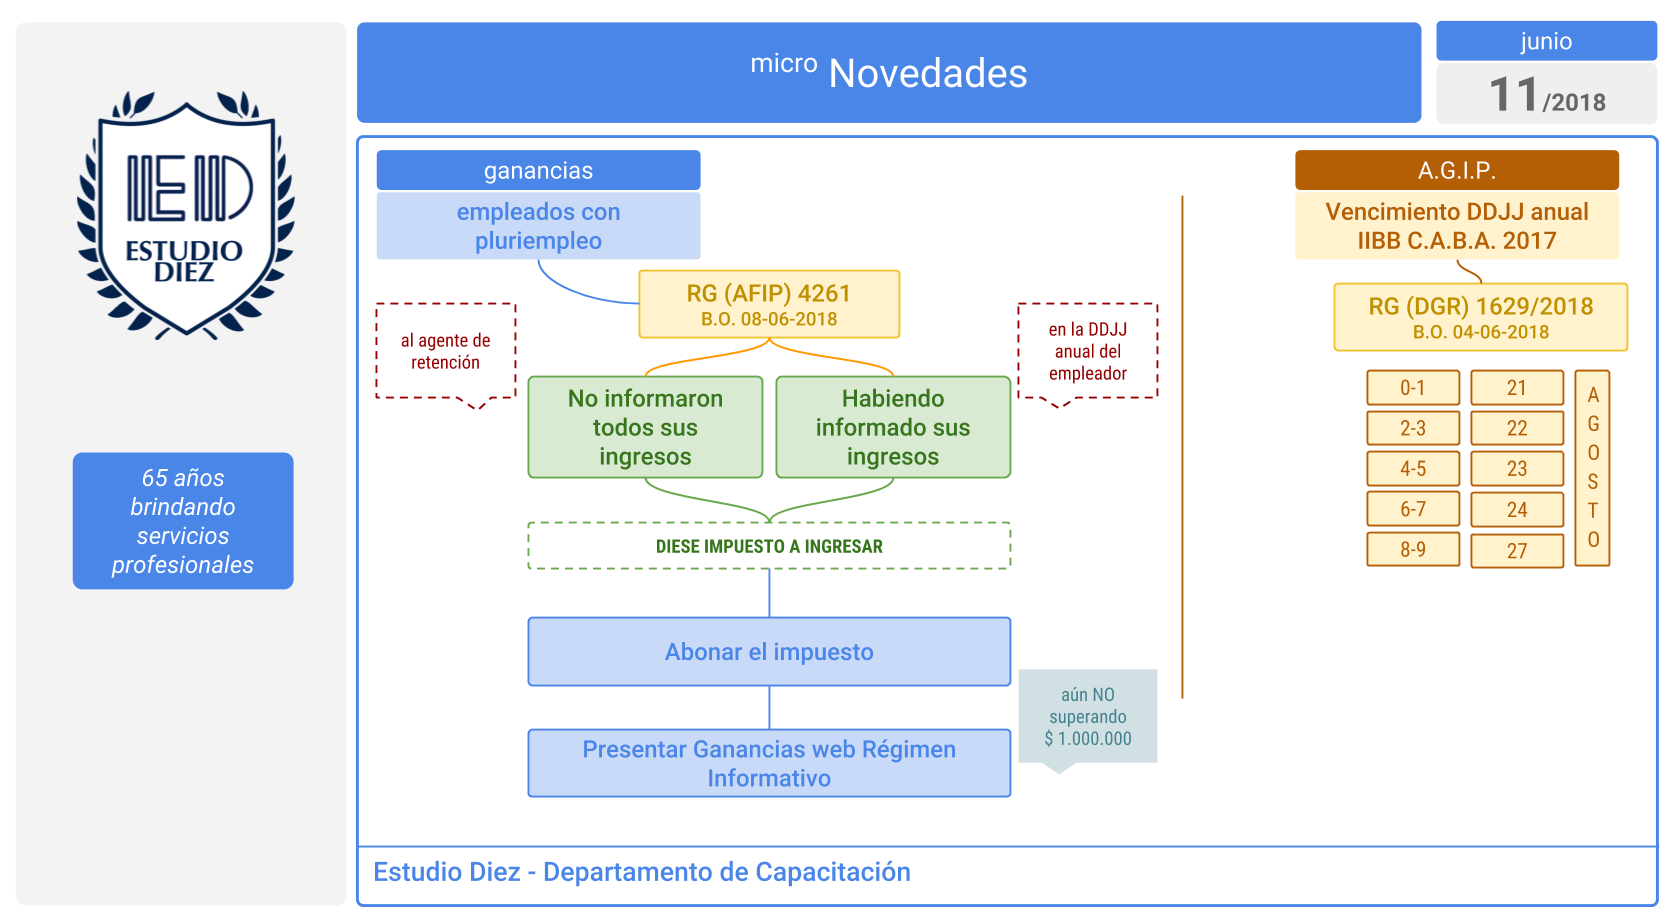 ED
ESTUDIO
DIEZ
65 años
brindando
servicios
profesionales
micro Novedades
junio
11/2018
ganancias
empleados con
pluriempleo
RG (AFIP) 4261
B.O. 08-06-2018
al agente de
retención
en la DDJJ
anual del
empleador
No informaron
todos sus
ingresos
Habiendo
informado sus
ingresos
DIESE IMPUESTO A INGRESAR
Abonar el impuesto
aún NO
superando
$ 1.000.000
Presentar Ganancias web Régimen
Informativo
A.G.I.P.
Vencimiento DDJJ anual
IIBB C.A.B.A. 2017
RG (DGR) 1629/2018
B.O. 04-06-2018
0-1 21
2-3 22
4-5 23
6-7 24
8-9 27
A
G
O
S
T
O
Estudio Diez - Departamento de Capacitación